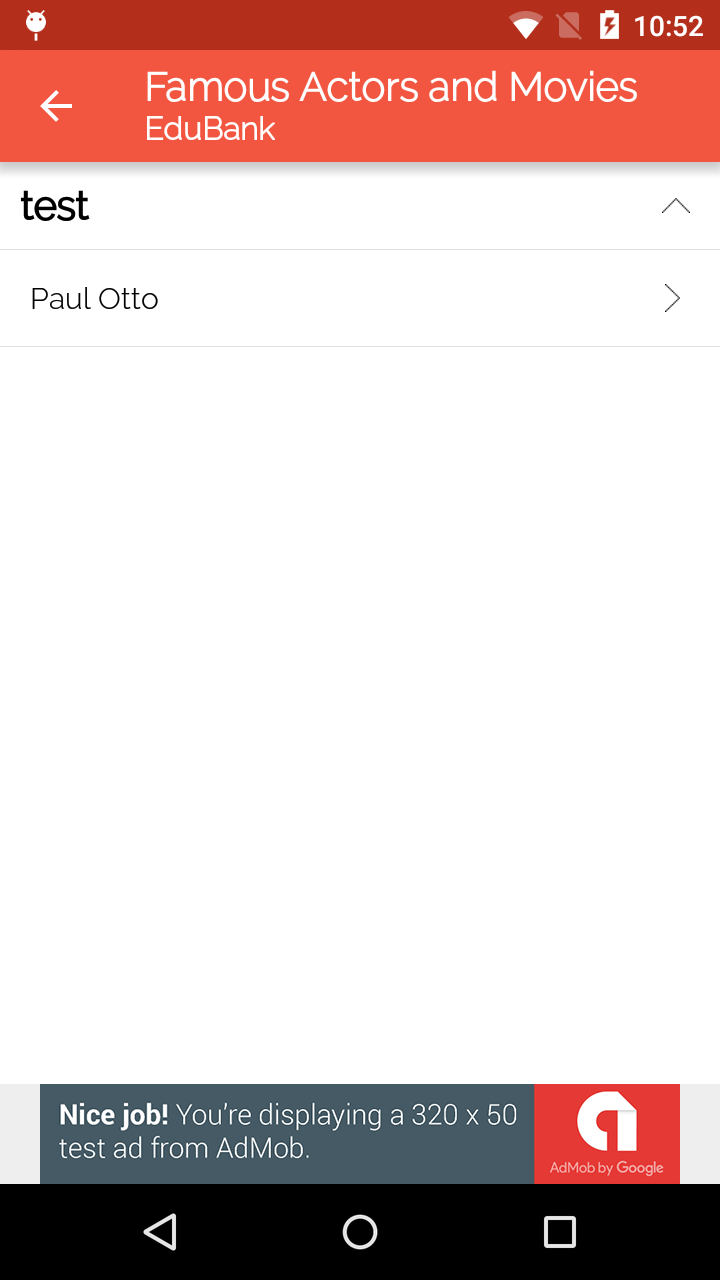 10:52
Famous Actors and Movies
EduBank
test
Paul Otto
Nice job! You're displaying a 320 x 50
test ad from AdMob.
AdMob by Google